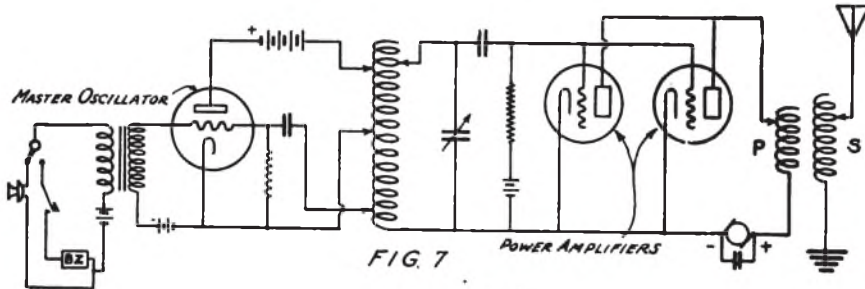 MASTER OSCILLATOR
+
-
BZ
FIG. 7
POWER AMPLIFIERS
P
S
- +